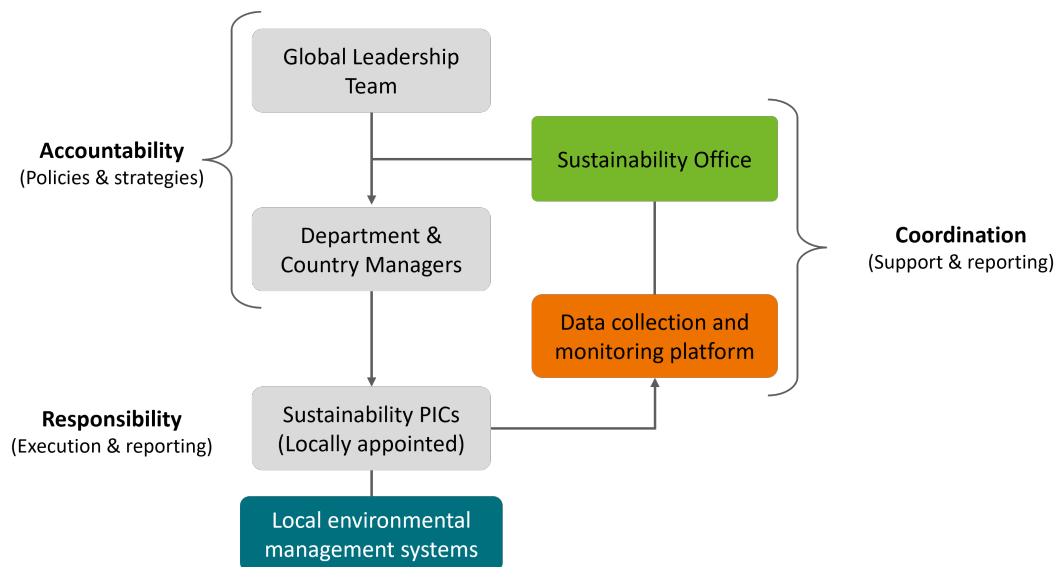 Global Leadership
Team
Accountability
(Policies & strategies)
Sustainability Office
Department &
Country Managers
Coordination
(Support & reporting)
Data collection and
monitoring platform
Responsibility
(Execution & reporting)
Sustainability PICs
(Locally appointed)
Local environmental
management systems